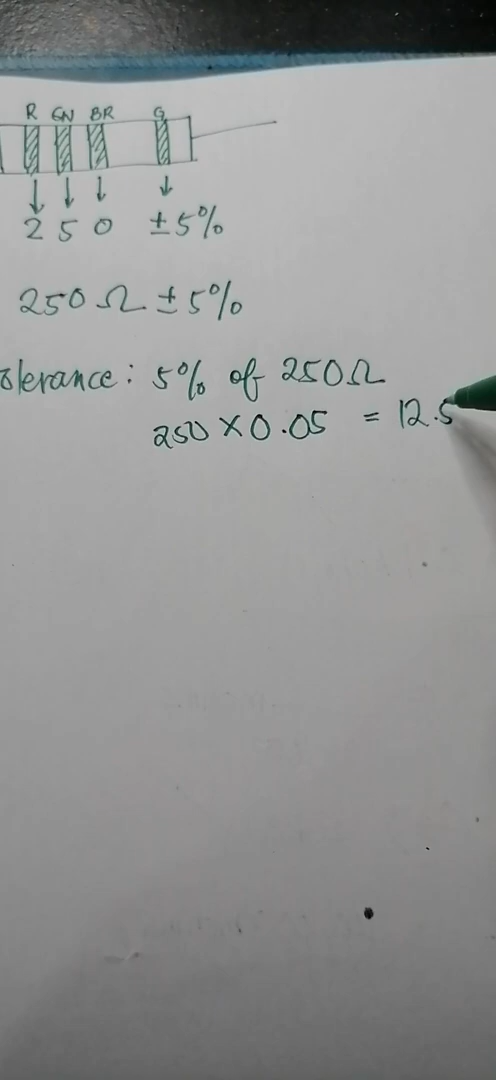 R GN BR G
2 5 0 ±5%
250 Ω ±5%
olerance: 5% of 250Ω
250 × 0.05 = 12.5